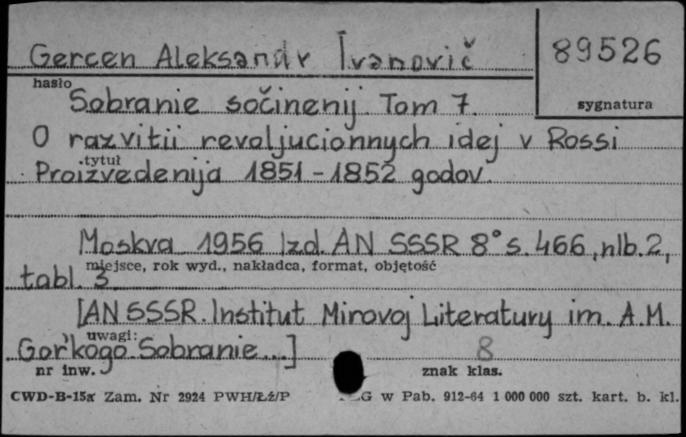 Gercen Aleksandr Ivanovič
89526
hasło
sygnatura
Sobranie sočinenij. Tom 7.
O razvitii revoljucionnych idej v Rossi
tytuł
Proizvedenija 1851-1852 godov.
Moskva 1956 Izd. AN SSSR 8° s. 466, nlb. 2,
miejsce, rok wyd., nakładca, format, objętość
tabl. 3
[AN SSSR. Institut Mirovoj Literatury im. A.M.
uwagi:
Gor'kogo. Sobranie...]
8
nr inw.
znak klas.
CWD-B-15x Zam. Nr 2924 PWH/Łź/P
G w Pab. 912-64 1 000 000 szt. kart. b. kl.